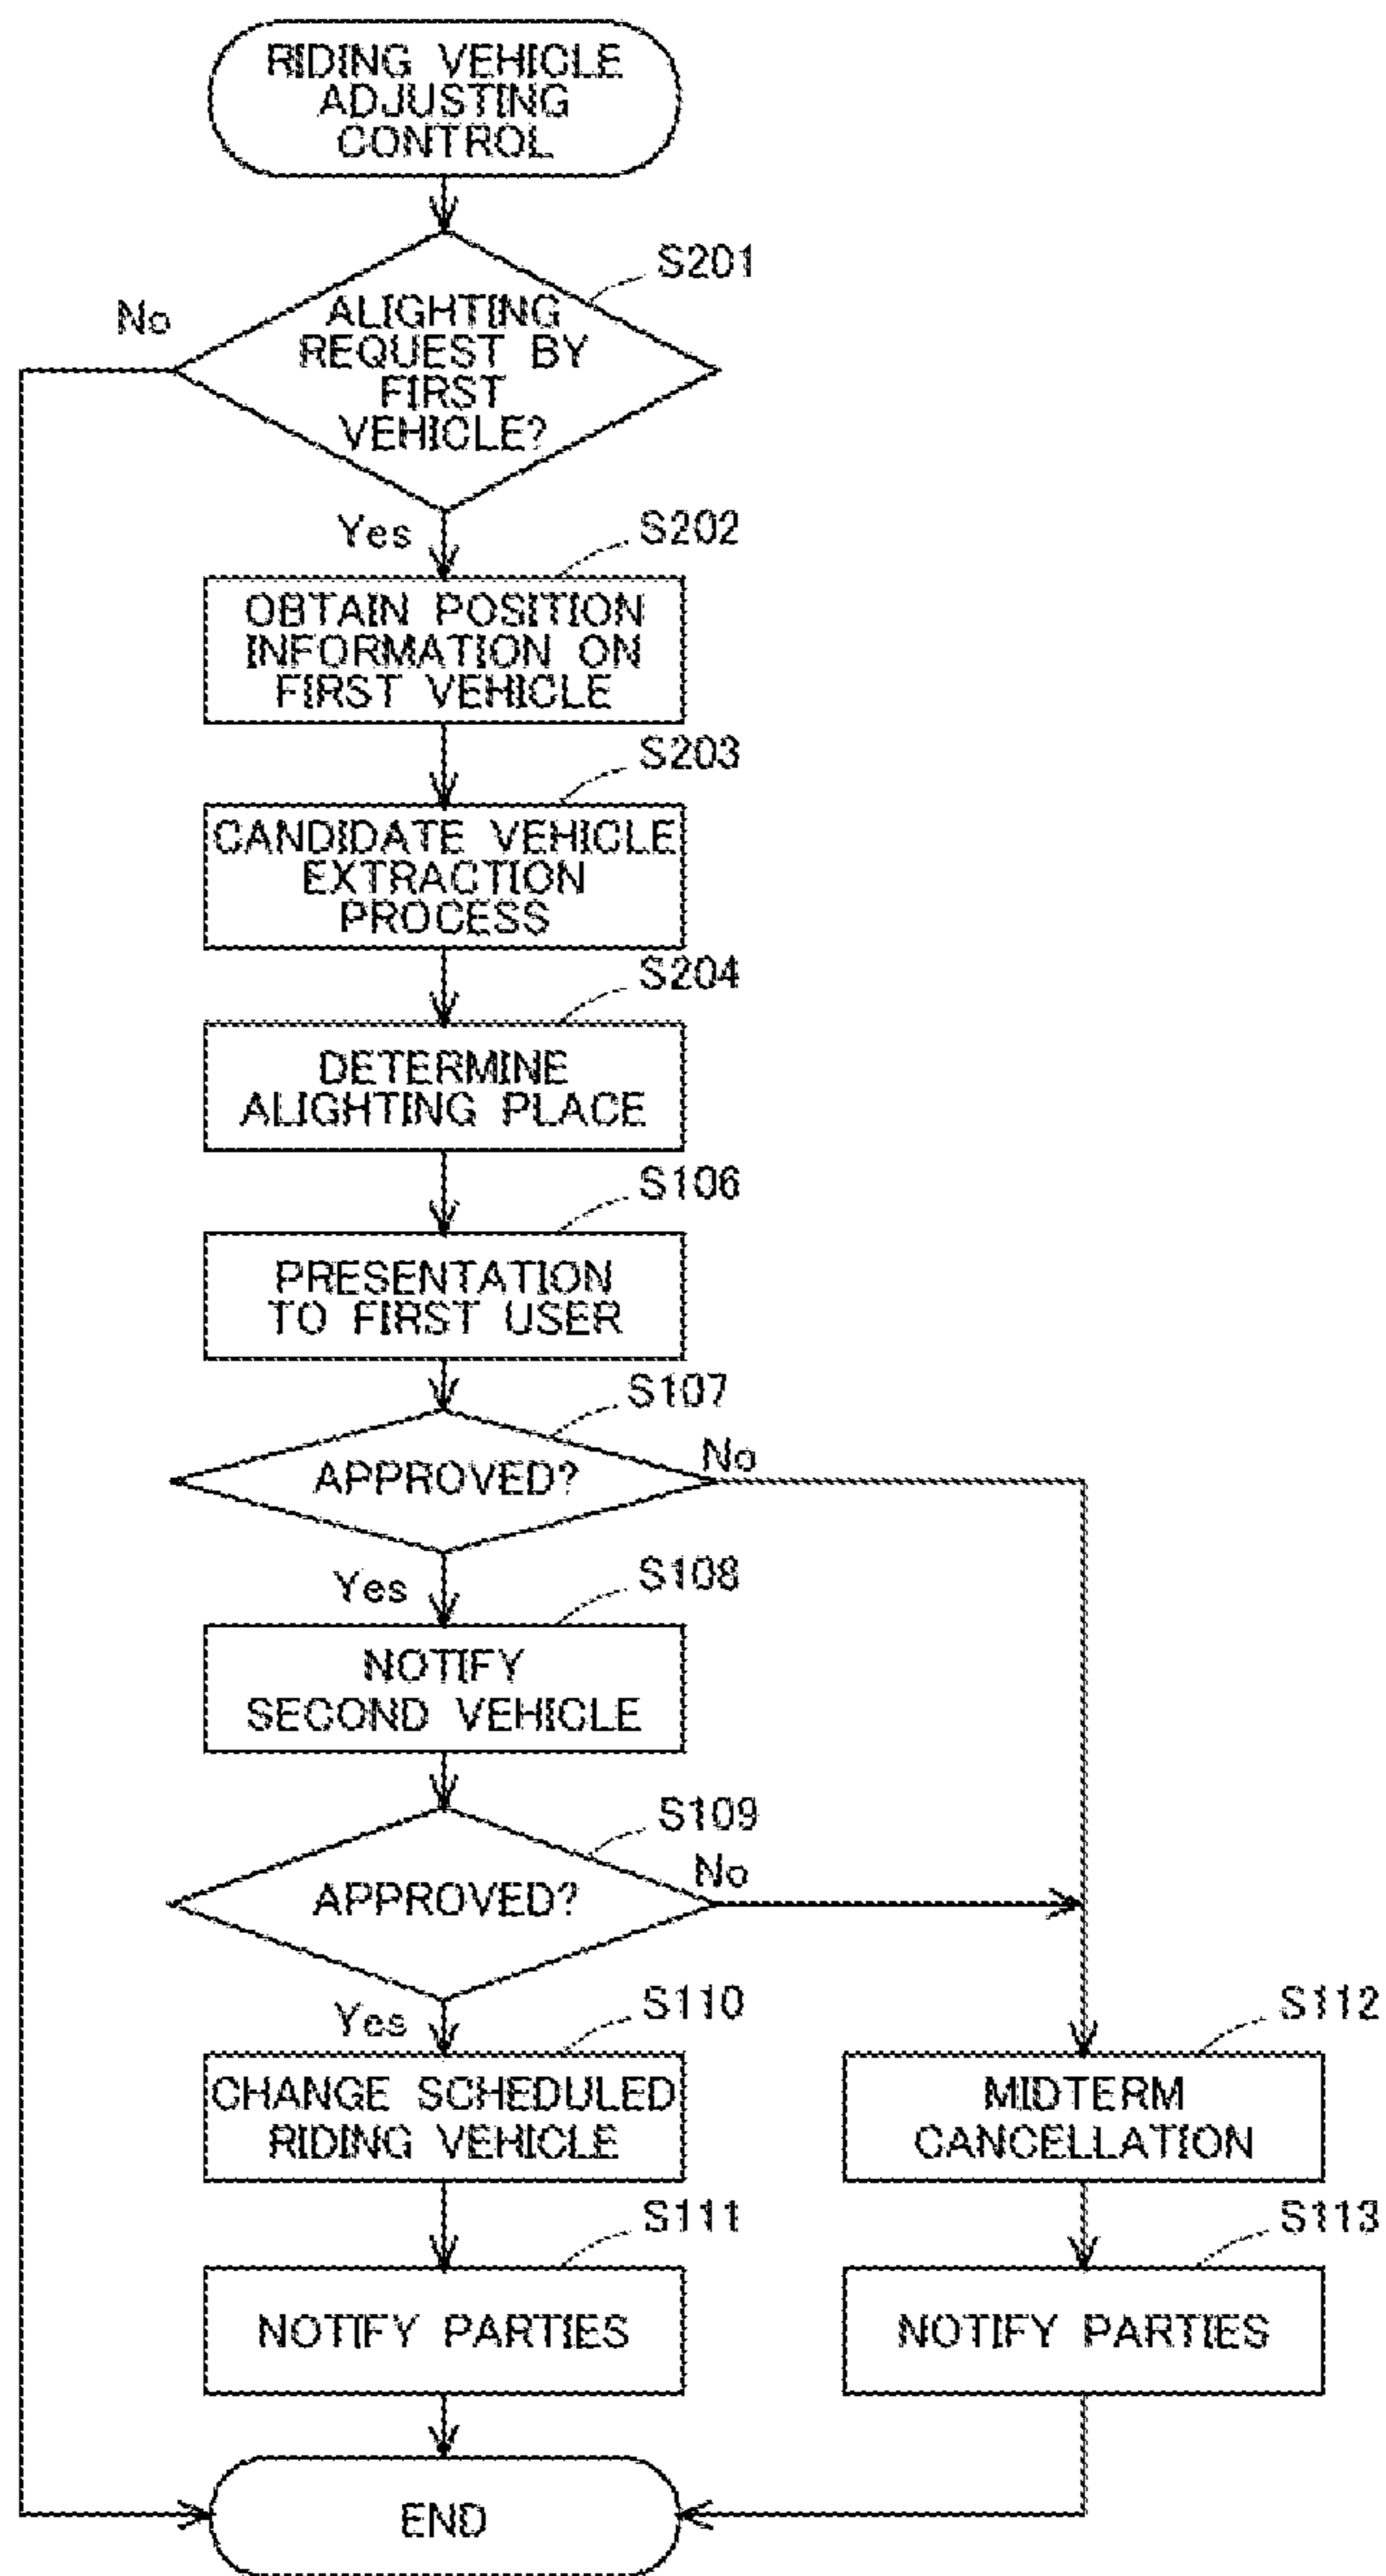 RIDING VEHICLE
ADJUSTING
CONTROL
S201
No
ALIGHTING
REQUEST BY
FIRST
VEHICLE?
Yes
S202
OBTAIN POSITION
INFORMATION ON
FIRST VEHICLE
S203
CANDIDATE VEHICLE
EXTRACTION
PROCESS
S204
DETERMINE
ALIGHTING PLACE
S106
PRESENTATION
TO FIRST USER
S107
APPROVED?
No
Yes
S108
NOTIFY
SECOND VEHICLE
S109
APPROVED?
No
Yes
S110
CHANGE SCHEDULED
RIDING VEHICLE
S112
MIDTERM
CANCELLATION
S111
NOTIFY PARTIES
S113
NOTIFY PARTIES
END